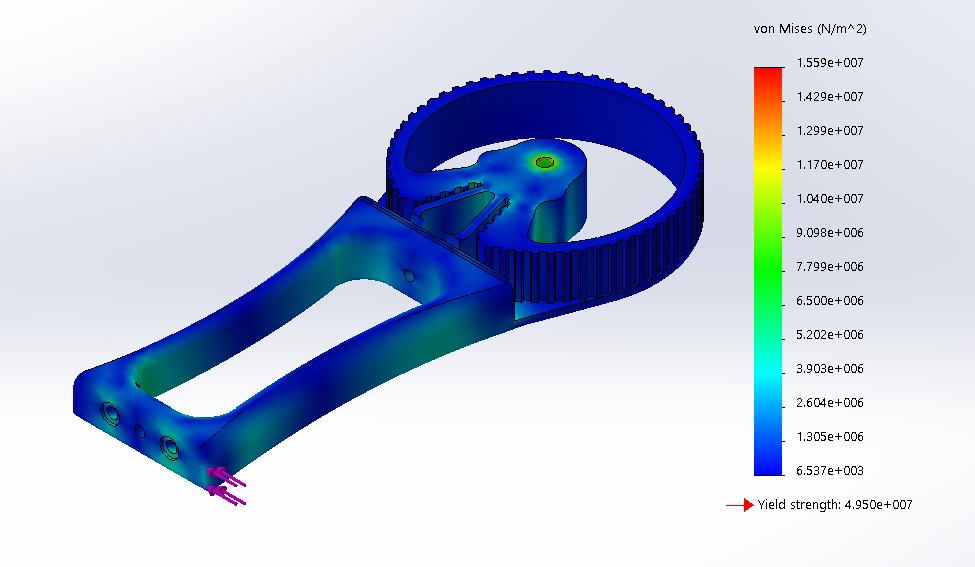 von Mises (N/m^2)
1.559e+007
1.429e+007
1.299e+007
1.170e+007
1.040e+007
9.098e+006
7.799e+006
6.500e+006
5.202e+006
3.903e+006
2.604e+006
1.305e+006
6.537e+003
Yield strength: 4.950e+007